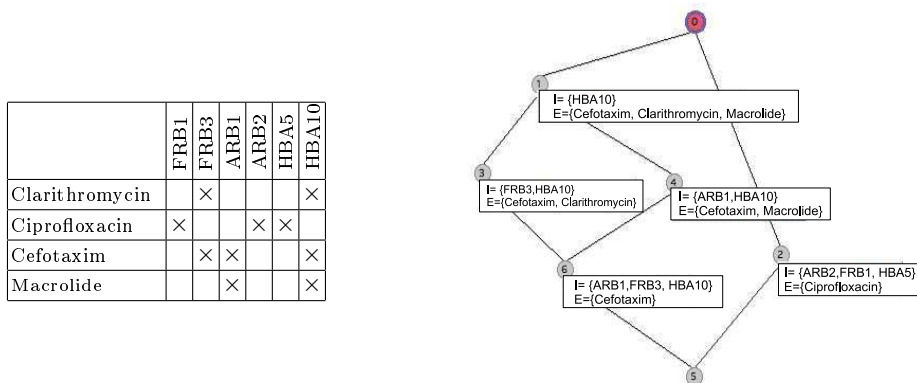 FRB1 FRB3 ARB1 ARB2 HBA5 HBA10
Clarithromycin × ×
Ciprofloxacin × × ×
Cefotaxim × × ×
Macrolide × ×
0
1
I= {HBA10}
E={Cefotaxim, Clarithromycin, Macrolide}
3
I= {FRB3,HBA10}
E={Cefotaxim, Clarithromycin}
4
I= {ARB1,HBA10}
E={Cefotaxim, Macrolide}
2
I= {ARB2,FRB1, HBA5}
E={Ciprofloxacin}
6
I= {ARB1,FRB3, HBA10}
E={Cefotaxim}
5